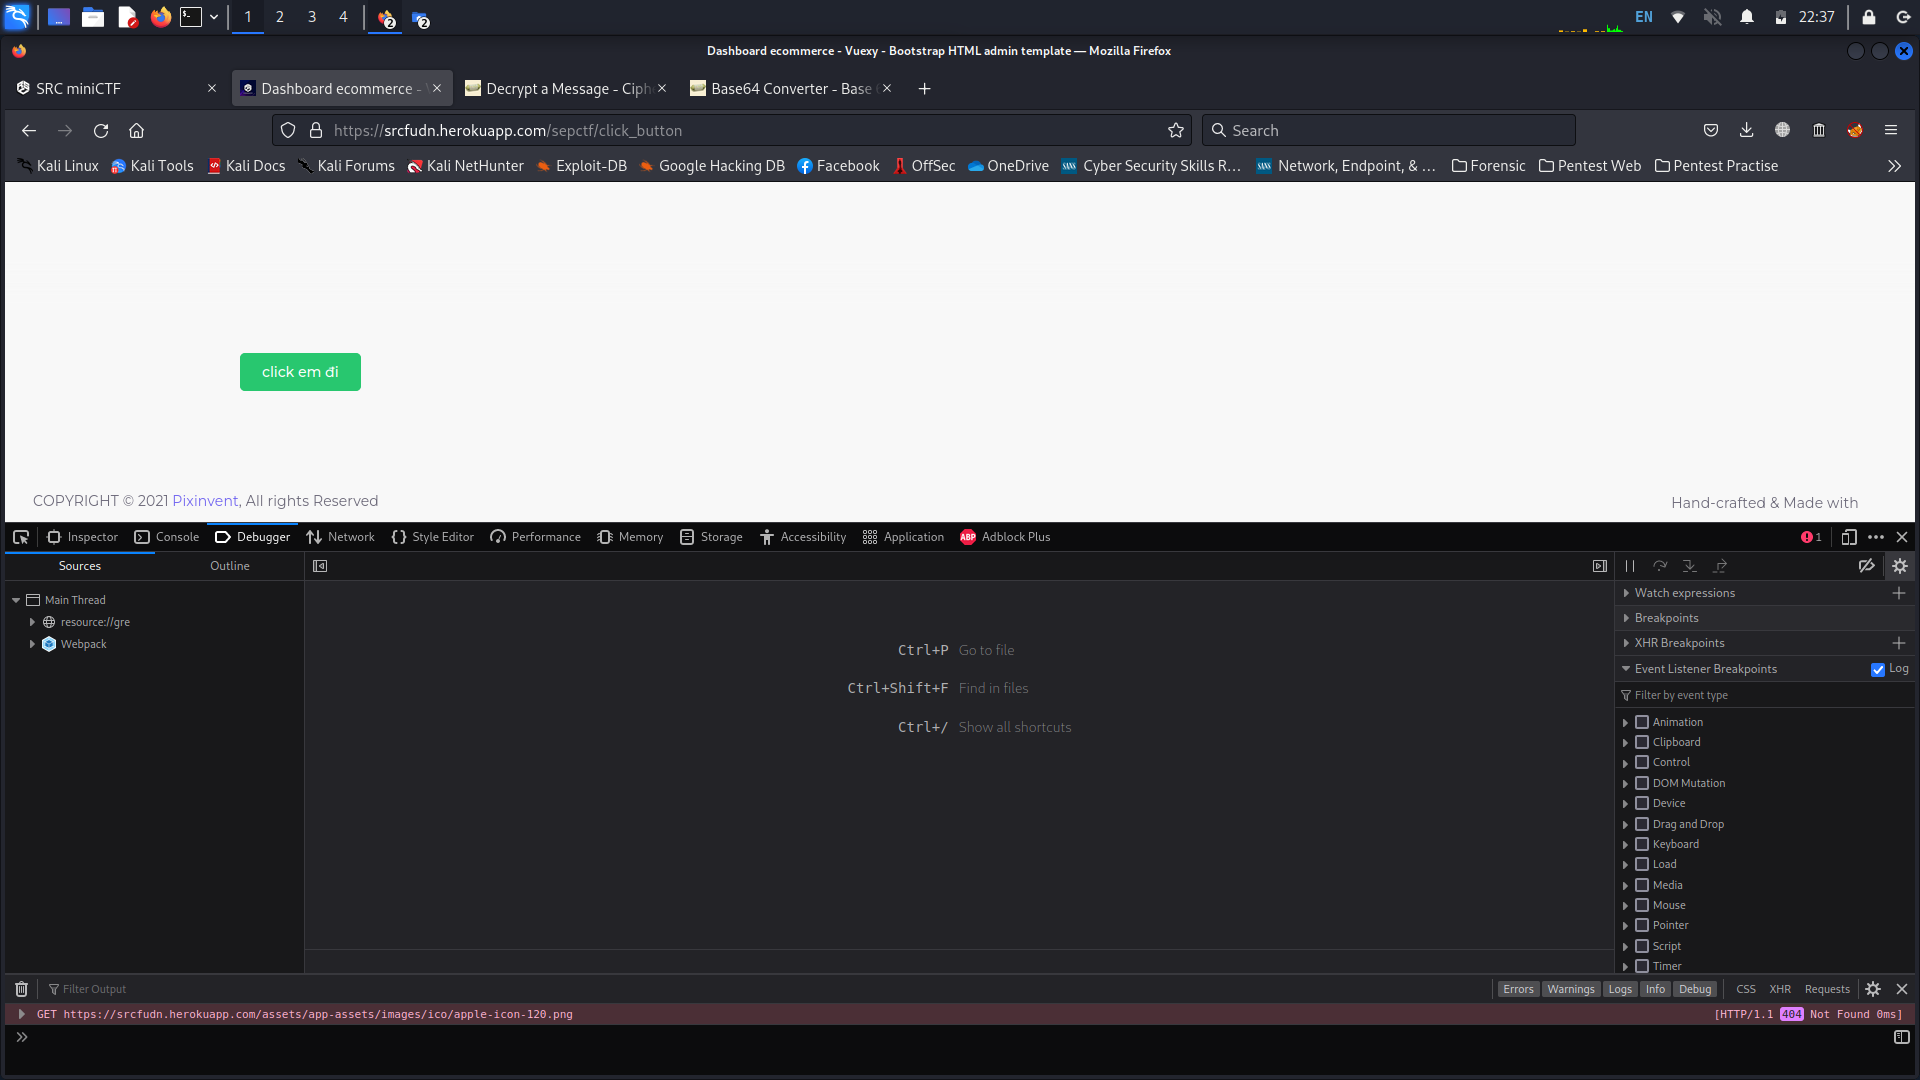 1 2 3 4 2 2 EN 22:37
Dashboard ecommerce - Vuexy - Bootstrap HTML admin template — Mozilla Firefox
SRC miniCTF Dashboard ecommerce - Decrypt a Message - Ciph Base64 Converter - Base
https://srcfudn.herokuapp.com/sepctf/click_button Search
Kali Linux Kali Tools Kali Docs Kali Forums Kali NetHunter Exploit-DB Google Hacking DB Facebook OffSec OneDrive Cyber Security Skills R... Network, Endpoint, & ... Forensic Pentest Web Pentest Practise
click em đi
COPYRIGHT © 2021 Pixinvent, All rights Reserved
Hand-crafted & Made with
Inspector Console Debugger Network Style Editor Performance Memory Storage Accessibility Application ABP Adblock Plus 1
Sources Outline
Main Thread
resource://gre
Webpack
Ctrl+P Go to file
Ctrl+Shift+F Find in files
Ctrl+/ Show all shortcuts
Watch expressions
Breakpoints
XHR Breakpoints
Event Listener Breakpoints Log
Filter by event type
Animation
Clipboard
Control
DOM Mutation
Device
Drag and Drop
Keyboard
Load
Media
Mouse
Pointer
Script
Timer
Filter Output Errors Warnings Logs Info Debug CSS XHR Requests
GET https://srcfudn.herokuapp.com/assets/app-assets/images/ico/apple-icon-120.png [HTTP/1.1 404 Not Found 0ms]